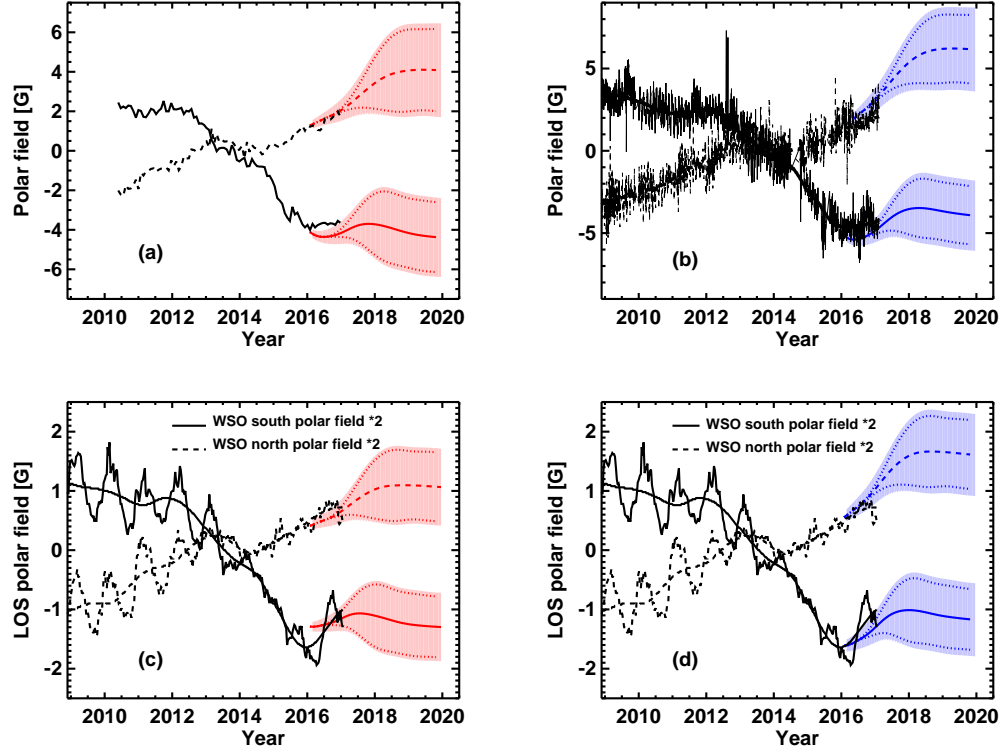 6
4
2
0
-2
-4
-6
Polar field [G]
(a)
2010 2012 2014 2016 2018 2020
Year
5
0
-5
Polar field [G]
(b)
2010 2012 2014 2016 2018 2020
Year
2
1
0
-1
-2
LOS polar field [G]
WSO south polar field *2
WSO north polar field *2
(c)
2010 2012 2014 2016 2018 2020
Year
2
1
0
-1
-2
LOS polar field [G]
WSO south polar field *2
WSO north polar field *2
(d)
2010 2012 2014 2016 2018 2020
Year